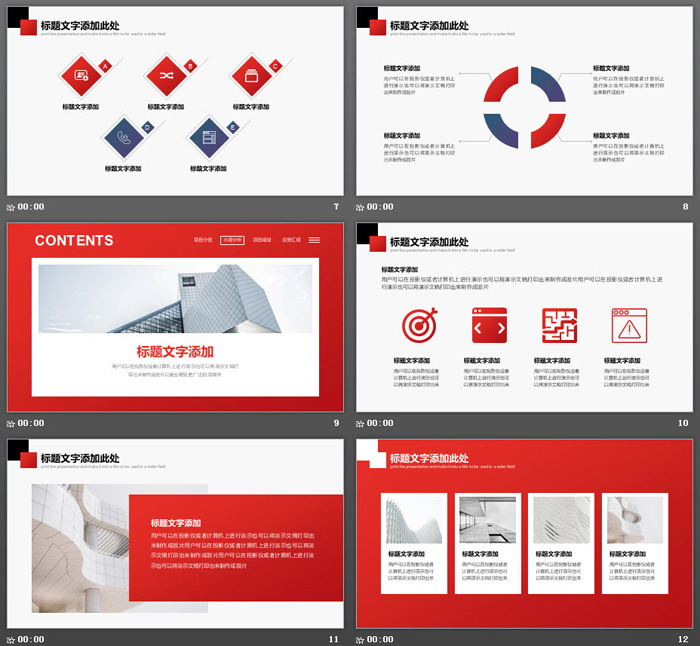 标题文字添加此处
print the presentation and make it into a film to be used in a wider field
A
B
C
标题文字添加
标题文字添加
标题文字添加
D
E
标题文字添加
标题文字添加
00:00
7
标题文字添加此处
print the presentation and make it into a film to be used in a wider field
标题文字添加
用户可以在投影仪或者计算机上
进行演示也可以将演示文稿打印
出来制作成胶片
标题文字添加
用户可以在投影仪或者计算机上
进行演示也可以将演示文稿打印
出来制作成胶片
标题文字添加
用户可以在投影仪或者计算机上
进行演示也可以将演示文稿打印
出来制作成胶片
标题文字添加
用户可以在投影仪或者计算机上
进行演示也可以将演示文稿打印
出来制作成胶片
00:00
8
CONTENTS
项目介绍
市场分析
项目规划
投资汇报
标题文字添加
用户可以在投影仪或者计算机上进行演示也可以将演示文稿打
00:00
9
标题文字添加此处
print the presentation and make it into a film to be used in a wider field
标题文字添加
用户可以在投影仪或者计算机上进行演示也可以将演示文稿打印出来制作成胶片用户可以在投影仪或者计算机上进
行演示也可以将演示文稿打印出来制作成胶片
标题文字添加
用户可以在投影仪或者
计算机上进行演示也可
以将演示文稿打印出来
标题文字添加
用户可以在投影仪或者
计算机上进行演示也可
以将演示文稿打印出来
标题文字添加
用户可以在投影仪或者
计算机上进行演示也可
以将演示文稿打印出来
标题文字添加
用户可以在投影仪或者
计算机上进行演示也可
以将演示文稿打印出来
00:00
10
标题文字添加此处
print the presentation and make it into a film to be used in a wider field
标题文字添加
用户可以在投影仪或者计算机上进行演示也可以将演示文稿打印出
来制作成胶片用户可以在投影仪或者计算机上进行演示也可以将演
示文稿打印出来制作成胶片用户可以在投影仪或者计算机上进行演
示也可以将演示文稿打印出来制作成胶片
00:00
11
标题文字添加此处
print the presentation and make it into a film to be used in a wider field
标题文字添加
用户可以在投影仪或者
计算机上进行演示也可
以将演示文稿打印出来
标题文字添加
用户可以在投影仪或者
计算机上进行演示也可
以将演示文稿打印出来
标题文字添加
用户可以在投影仪或者
计算机上进行演示也可
以将演示文稿打印出来
标题文字添加
用户可以在投影仪或者
计算机上进行演示也可
以将演示文稿打印出来
00:00
12